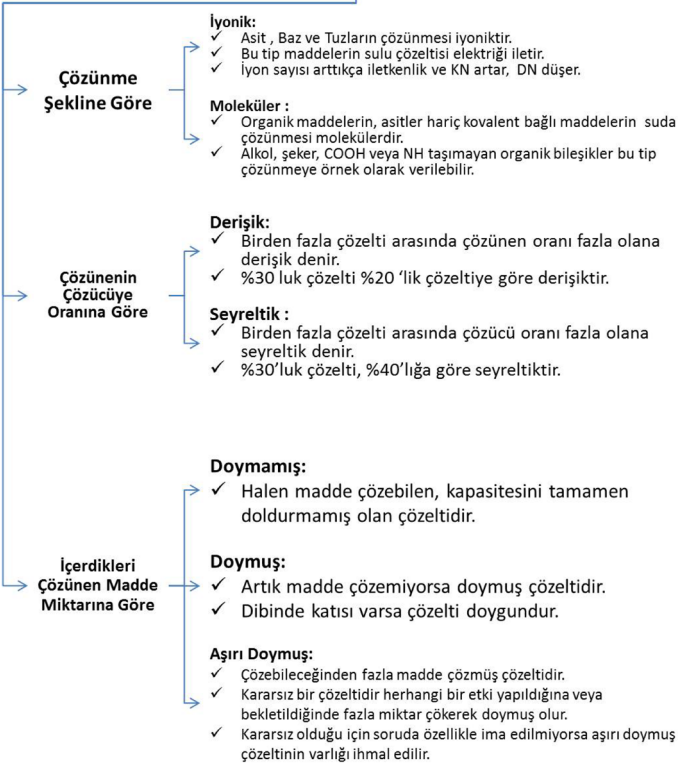 Çözünme
Şekline Göre
İyonik:
✓ Asit , Baz ve Tuzların çözünmesi iyoniktir.
✓ Bu tip maddelerin sulu çözeltisi elektriği iletir.
✓ İyon sayısı arttıkça iletkenlik ve KN artar, DN düşer.
Moleküler :
✓ Organik maddelerin, asitler hariç kovalent bağlı maddelerin suda
çözünmesi molekülerdir.
✓ Alkol, şeker, COOH veya NH taşımayan organik bileşikler bu tip
çözünmeye örnek olarak verilebilir.
Çözünenin
Çözücüye
Oranına Göre
Derişik:
✓ Birden fazla çözelti arasında çözünen oranı fazla olana
derişik denir.
✓ %30 luk çözelti %20 ‘lik çözeltiye göre derişiktir.
Seyreltik :
✓ Birden fazla çözelti arasında çözücü oranı fazla olana
seyreltik denir.
✓ %30’luk çözelti, %40’lığa göre seyreltiktir.
İçerdikleri
Çözünen Madde
Miktarına Göre
Doymamış:
✓ Halen madde çözebilen, kapasitesini tamamen
doldurmamış olan çözeltidir.
Doymuş:
✓ Artık madde çözemiyorsa doymuş çözeltidir.
✓ Dibinde katısı varsa çözelti doygundur.
Aşırı Doymuş:
✓ Çözebileceğinden fazla madde çözmüş çözeltidir.
✓ Kararsız bir çözeltidir herhangi bir etki yapıldığına veya
bekletildiğinde fazla miktar çökerek doymuş olur.
✓ Kararsız olduğu için soruda özellikle ima edilmiyorsa aşırı doymuş
çözeltinin varlığı ihmal edilir.